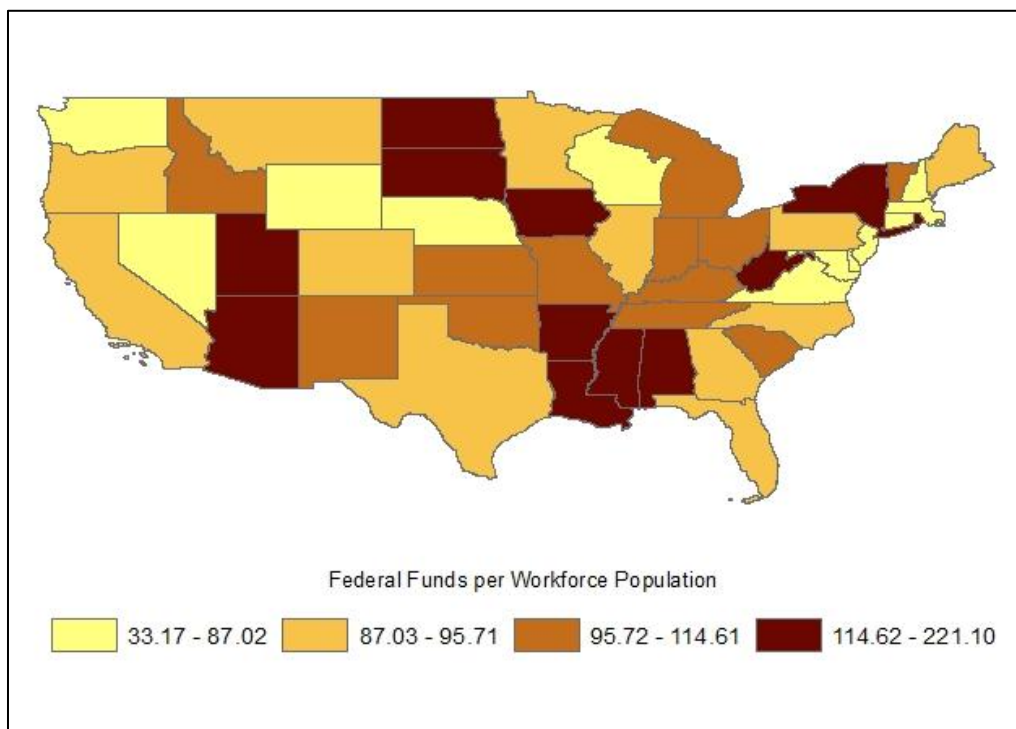 Federal Funds per Workforce Population
33.17 - 87.02 87.03 - 95.71 95.72 - 114.61 114.62 - 221.10